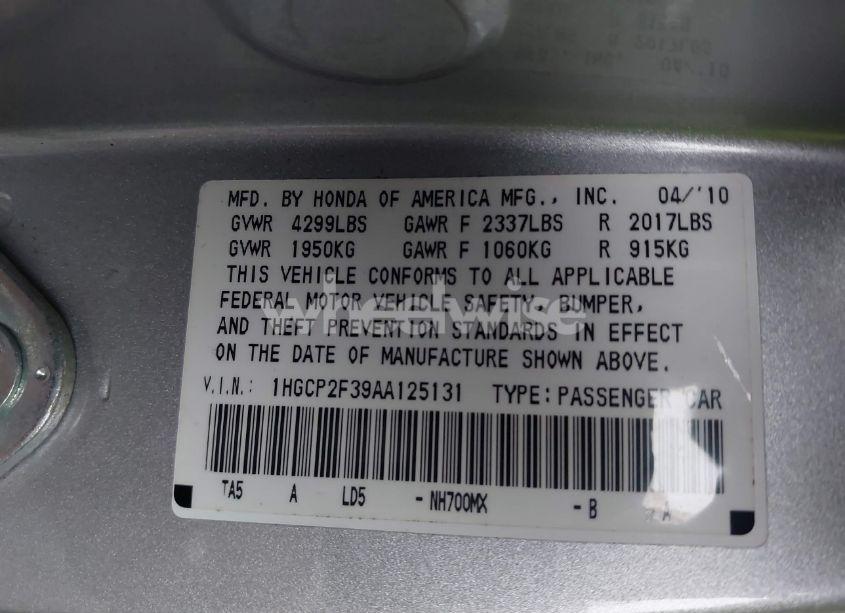 MFD. BY HONDA OF AMERICA MFG., INC. 04/'10
GVWR 4299LBS GAWR F 2337LBS R 2017LBS
GVWR 1950KG GAWR F 1060KG R 915KG
THIS VEHICLE CONFORMS TO ALL APPLICABLE
FEDERAL MOTOR VEHICLE SAFETY, BUMPER,
wheelwise
AND THEFT PREVENTION STANDARDS IN EFFECT
ON THE DATE OF MANUFACTURE SHOWN ABOVE.
V.I.N.: 1HGCP2F39AA125131 TYPE: PASSENGER CAR
TA5 A LD5 - NH700MX - B A